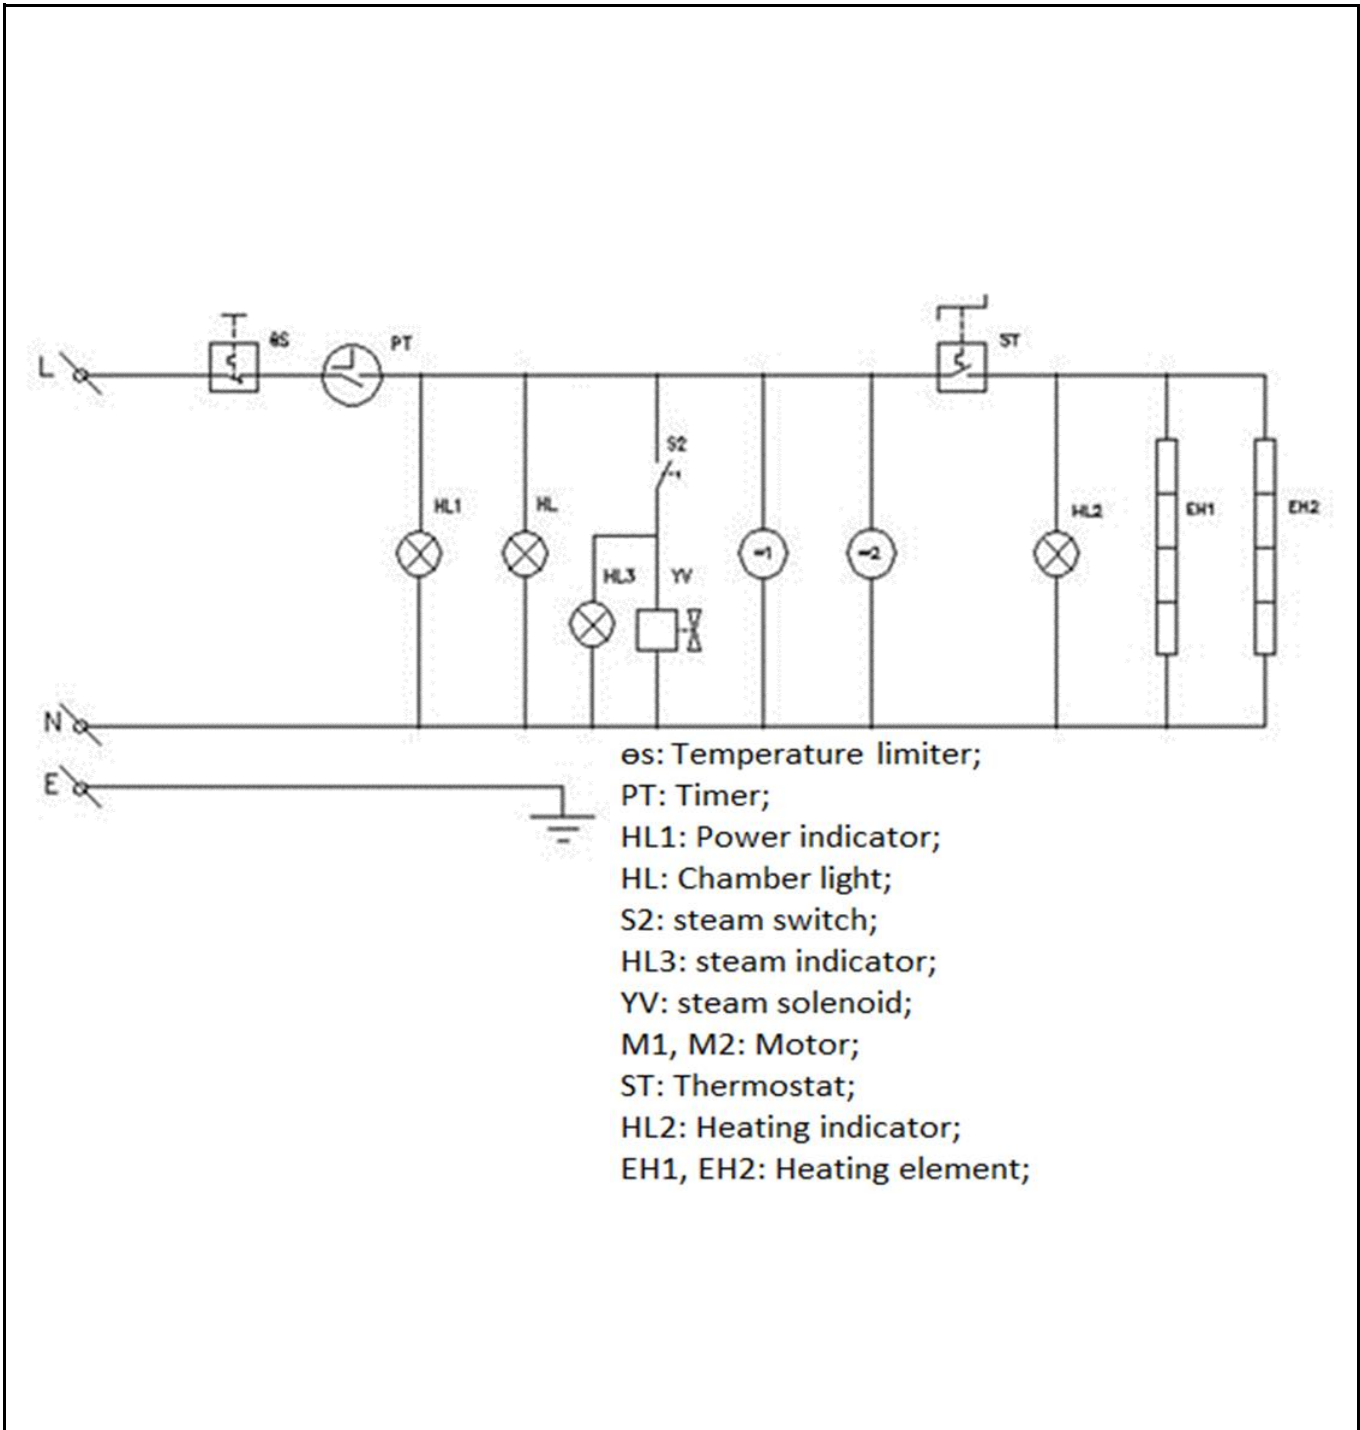 L
θS
PT
ST
S2
HL1
HL
HL2
EH1
EH2
HL3
YV
~1
~2
N
E
ɵs: Temperature limiter;
PT: Timer;
HL1: Power indicator;
HL: Chamber light;
S2: steam switch;
HL3: steam indicator;
YV: steam solenoid;
M1, M2: Motor;
ST: Thermostat;
HL2: Heating indicator;
EH1, EH2: Heating element;